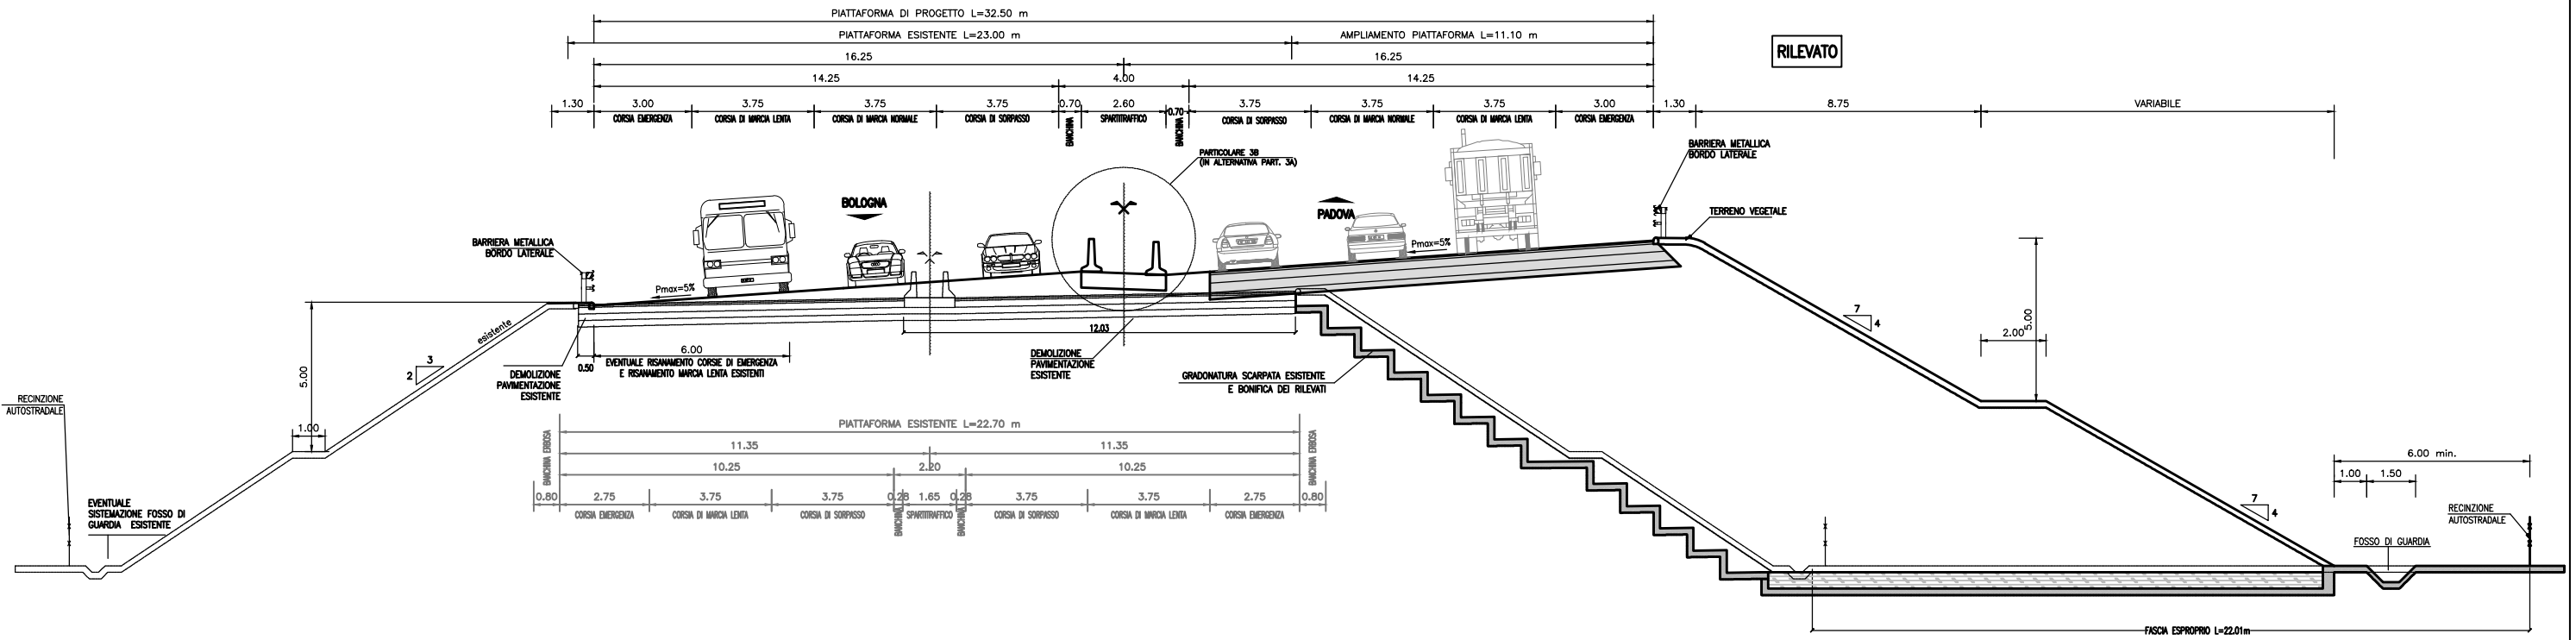 PIATTAFORMA DI PROGETTO L=32.50 m
PIATTAFORMA ESISTENTE L=23.00 m
AMPLIAMENTO PIATTAFORMA L=11.10 m
RILEVATO
16.25
16.25
14.25
4.00
14.25
1.30
3.00
3.75
3.75
3.75
0.70
2.60
0.70
3.75
3.75
3.75
3.00
1.30
8.75
VARIABILE
CORSIA EMERGENZA
CORSIA DI MARCIA LENTA
CORSIA DI MARCIA NORMALE
CORSIA DI SORPASSO
BANCHINA
SPARTITRAFFICO
BANCHINA
CORSIA DI SORPASSO
CORSIA DI MARCIA NORMALE
CORSIA DI MARCIA LENTA
CORSIA EMERGENZA
PARTICOLARE 3B
(IN ALTERNATIVA PART. 3A)
BARRIERA METALLICA
BORDO LATERALE
BOLOGNA
PADOVA
TERRENO VEGETALE
BARRIERA METALLICA
BORDO LATERALE
Pmax=5%
Pmax=5%
esistente
12.03
7
4
5.00
2.00
5.00
3
2
6.00
0.50
EVENTUALE RISANAMENTO CORSIE DI EMERGENZA
E RISANAMENTO MARCIA LENTA ESISTENTI
DEMOLIZIONE
PAVIMENTAZIONE
ESISTENTE
DEMOLIZIONE
PAVIMENTAZIONE
ESISTENTE
GRADONATURA SCARPATA ESISTENTE
E BONIFICA DEI RILEVATI
RECINZIONE
AUTOSTRADALE
1.00
PIATTAFORMA ESISTENTE L=22.70 m
11.35
11.35
10.25
2.20
10.25
BANCHINA ERBOSA
BANCHINA ERBOSA
0.80
2.75
3.75
3.75
0.28
1.65
0.28
3.75
3.75
2.75
0.80
CORSIA EMERGENZA
CORSIA DI MARCIA LENTA
CORSIA DI SORPASSO
BANCHINA
SPARTITRAFFICO
BANCHINA
CORSIA DI SORPASSO
CORSIA DI MARCIA LENTA
CORSIA EMERGENZA
6.00 min.
1.00
1.50
7
4
EVENTUALE
SISTEMAZIONE FOSSO DI
GUARDIA ESISTENTE
RECINZIONE
AUTOSTRADALE
FOSSO DI GUARDIA
FASCIA ESPROPRIO L=22.01m